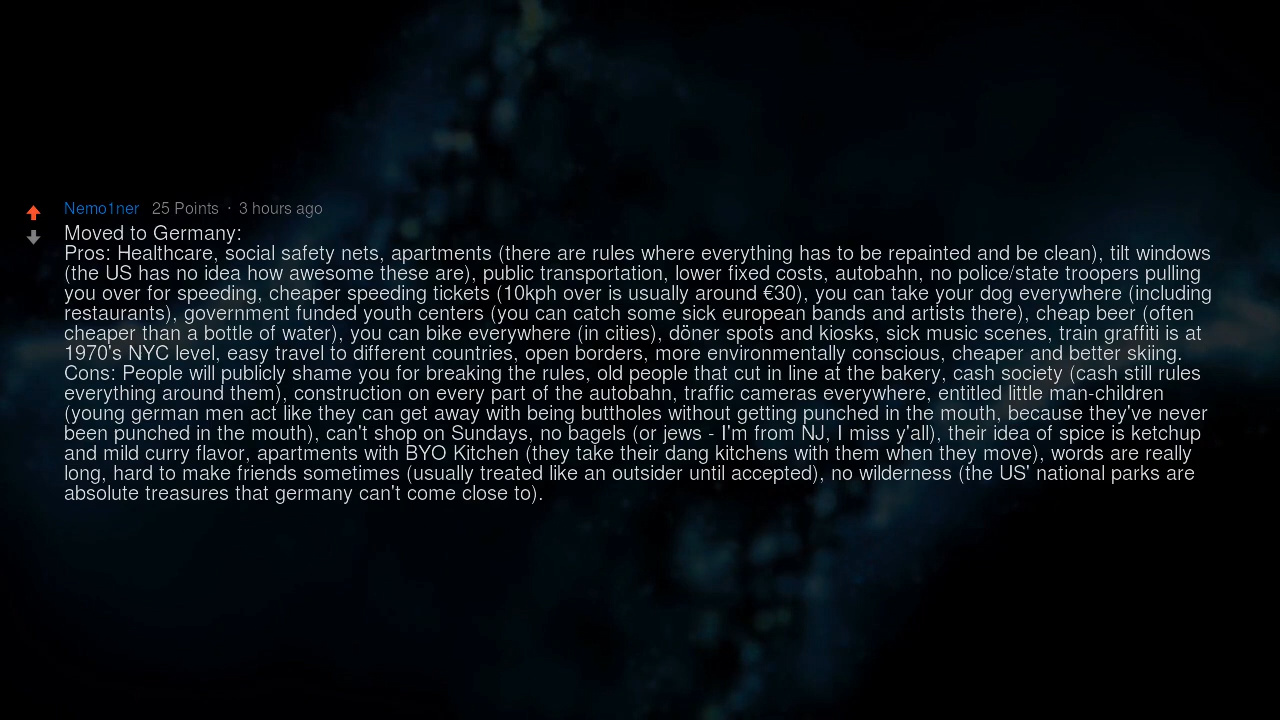 Nemo1ner 25 Points · 3 hours ago
Moved to Germany:
Pros: Healthcare, social safety nets, apartments (there are rules where everything has to be repainted and be clean), tilt windows
(the US has no idea how awesome these are), public transportation, lower fixed costs, autobahn, no police/state troopers pulling
you over for speeding, cheaper speeding tickets (10kph over is usually around €30), you can take your dog everywhere (including
restaurants), government funded youth centers (you can catch some sick european bands and artists there), cheap beer (often
cheaper than a bottle of water), you can bike everywhere (in cities), döner spots and kiosks, sick music scenes, train graffiti is at
1970's NYC level, easy travel to different countries, open borders, more environmentally conscious, cheaper and better skiing.
Cons: People will publicly shame you for breaking the rules, old people that cut in line at the bakery, cash society (cash still rules
everything around them), construction on every part of the autobahn, traffic cameras everywhere, entitled little man-children
(young german men act like they can get away with being buttholes without getting punched in the mouth, because they've never
been punched in the mouth), can't shop on Sundays, no bagels (or jews - I'm from NJ, I miss y'all), their idea of spice is ketchup
and mild curry flavor, apartments with BYO Kitchen (they take their dang kitchens with them when they move), words are really
long, hard to make friends sometimes (usually treated like an outsider until accepted), no wilderness (the US' national parks are
absolute treasures that germany can't come close to).